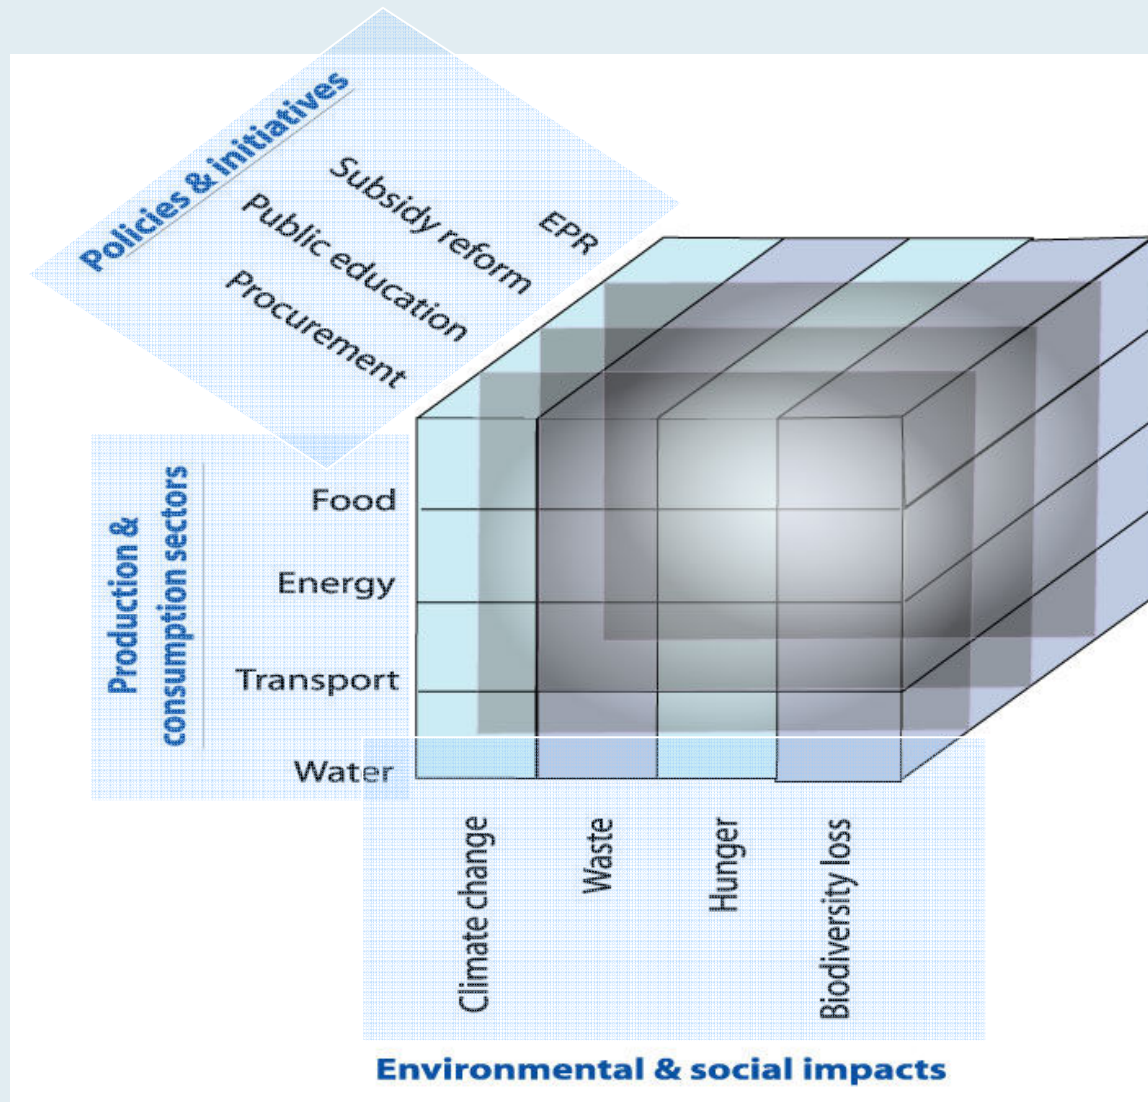 Policies & initiatives
Subsidy reform
EPR
Public education
Procurement
Production &
consumption sectors
Food
Energy
Transport
Water
Climate change
Waste
Hunger
Biodiversity loss
Environmental & social impacts